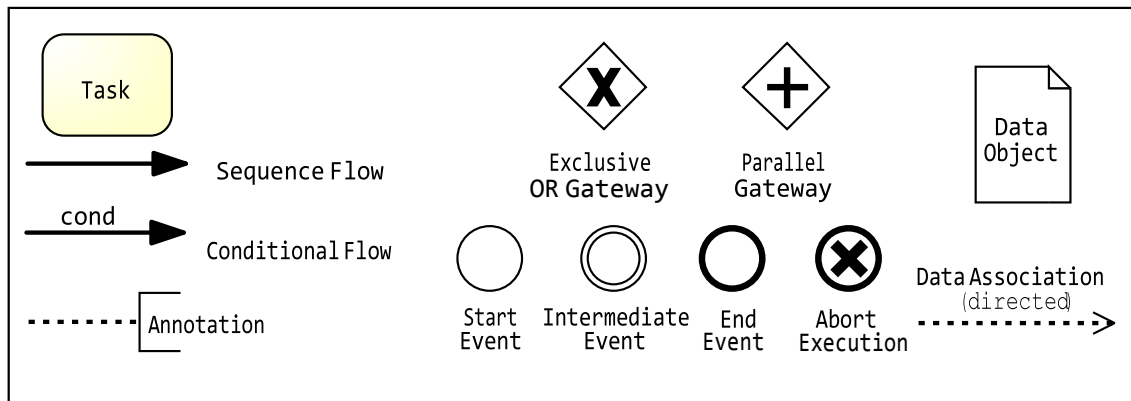 Task
Sequence Flow
cond
Conditional Flow
Annotation
Exclusive
OR Gateway
Parallel
Gateway
Start
Event
Intermediate
Event
End
Event
Abort
Execution
Data
Object
Data Association
(directed)